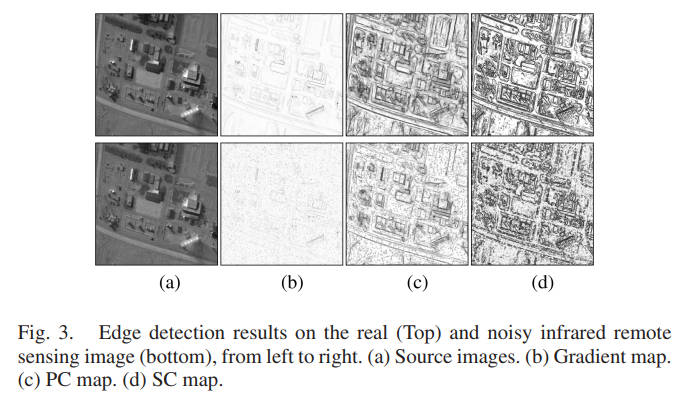 (a) (b) (c) (d)
Fig. 3. Edge detection results on the real (Top) and noisy infrared remote
sensing image (bottom), from left to right. (a) Source images. (b) Gradient map.
(c) PC map. (d) SC map.